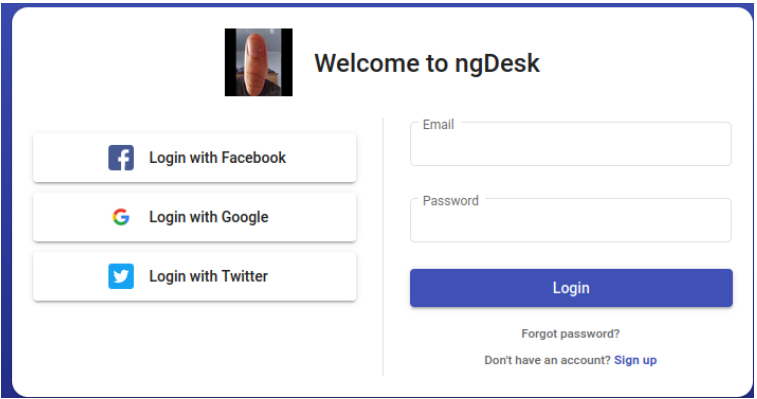 Welcome to ngDesk
Login with Facebook
Login with Google
Login with Twitter
Email
Password
Login
Forgot password?
Don't have an account? Sign up